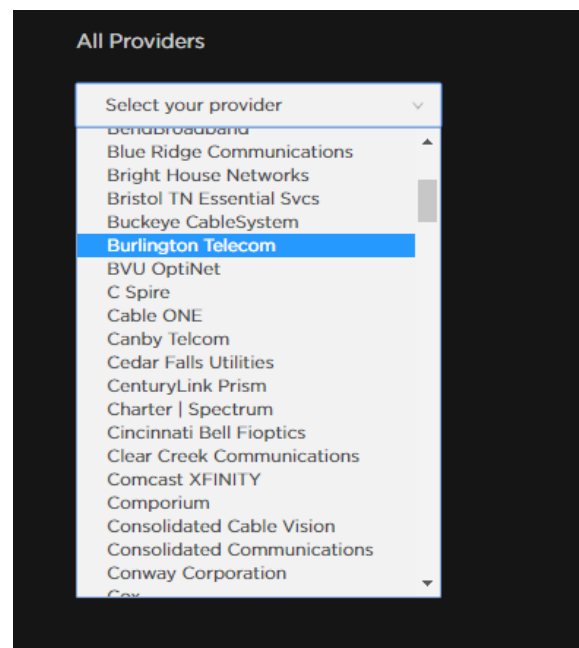 All Providers
Select your provider
BendBroadband
Blue Ridge Communications
Bright House Networks
Bristol TN Essential Svcs
Buckeye CableSystem
Burlington Telecom
BVU OptiNet
C Spire
Cable ONE
Canby Telcom
Cedar Falls Utilities
CenturyLink Prism
Charter | Spectrum
Cincinnati Bell Fioptics
Clear Creek Communications
Comcast XFINITY
Comporium
Consolidated Cable Vision
Consolidated Communications
Conway Corporation
Cox